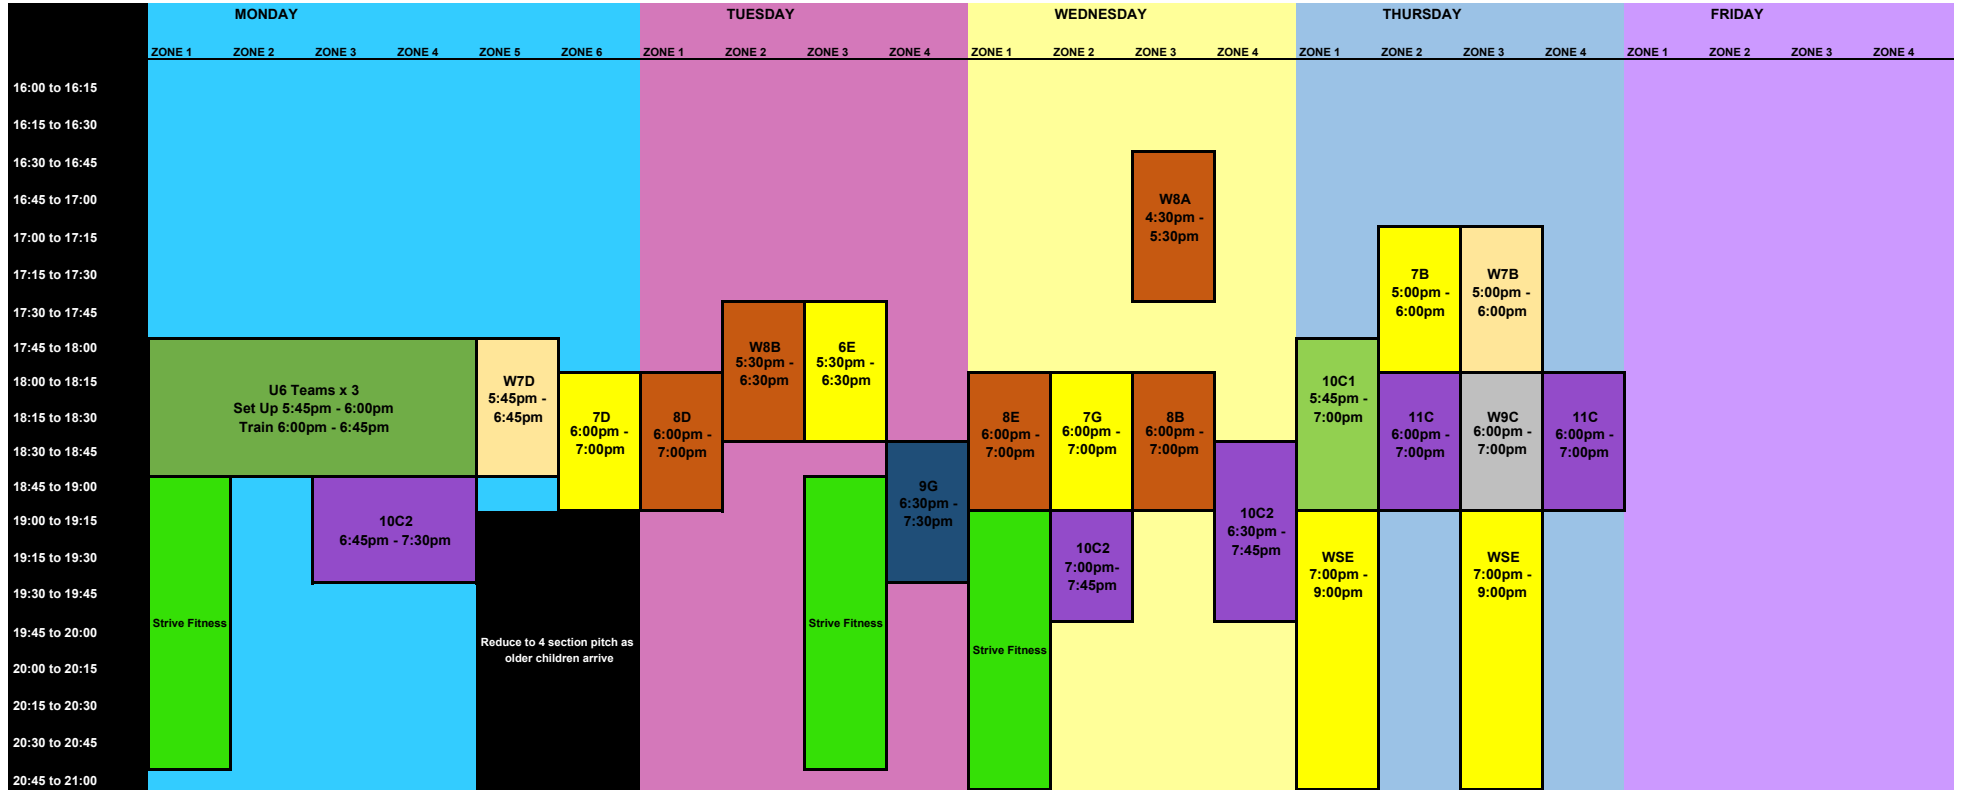 MONDAY TUESDAY WEDNESDAY THURSDAY FRIDAY
ZONE 1 ZONE 2 ZONE 3 ZONE 4 ZONE 5 ZONE 6 ZONE 1 ZONE 2 ZONE 3 ZONE 4 ZONE 1 ZONE 2 ZONE 3 ZONE 4 ZONE 1 ZONE 2 ZONE 3 ZONE 4 ZONE 1 ZONE 2 ZONE 3 ZONE 4
16:00 to 16:15
16:15 to 16:30
16:30 to 16:45
16:45 to 17:00
17:00 to 17:15
17:15 to 17:30
17:30 to 17:45
17:45 to 18:00
18:00 to 18:15
18:15 to 18:30
18:30 to 18:45
18:45 to 19:00
19:00 to 19:15
19:15 to 19:30
19:30 to 19:45
19:45 to 20:00
20:00 to 20:15
20:15 to 20:30
20:30 to 20:45
20:45 to 21:00
U6 Teams x 3
Set Up 5:45pm - 6:00pm
Train 6:00pm - 6:45pm
Strive Fitness
10C2
6:45pm - 7:30pm
W7D
5:45pm -
6:45pm
7D
6:00pm -
7:00pm
Reduce to 4 section pitch as
older children arrive
8D
6:00pm -
7:00pm
W8B
5:30pm -
6:30pm
6E
5:30pm -
6:30pm
Strive Fitness
9G
6:30pm -
7:30pm
8E
6:00pm -
7:00pm
Strive Fitness
7G
6:00pm -
7:00pm
10C2
7:00pm-
7:45pm
W8A
4:30pm -
5:30pm
8B
6:00pm -
7:00pm
10C2
6:30pm -
7:45pm
10C1
5:45pm -
7:00pm
WSE
7:00pm -
9:00pm
7B
5:00pm -
6:00pm
11C
6:00pm -
7:00pm
W7B
5:00pm -
6:00pm
W9C
6:00pm -
7:00pm
WSE
7:00pm -
9:00pm
11C
6:00pm -
7:00pm